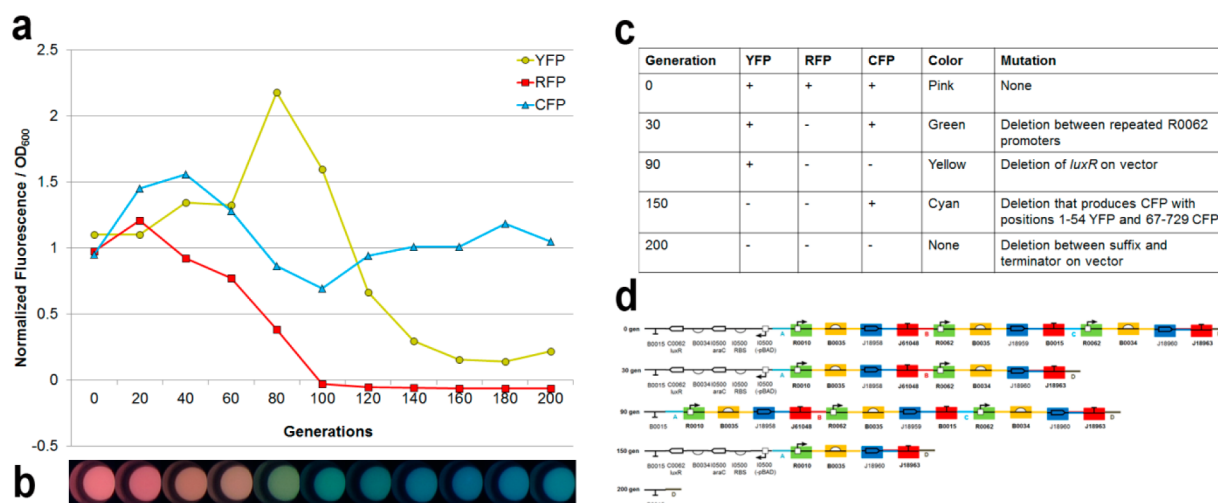 a
2.5
2
1.5
1
0.5
0
-0.5
Normalized Fluorescence / OD600
YFP
RFP
CFP
0 20 40 60 80 100 120 140 160 180 200
Generations
b
c
Generation YFP RFP CFP Color Mutation
0 + + + Pink None
30 + - + Green Deletion between repeated R0062
promoters
90 + - - Yellow Deletion of luxR on vector
150 - - + Cyan Deletion that produces CFP with
positions 1-54 YFP and 67-729 CFP
200 - - - None Deletion between suffix and
terminator on vector
d
0 gen
A B C
B0015 C0062 B0034 I0500 I0500 I0500 R0010 B0035 J18958 J61048 R0062 B0035 J18959 B0015 R0062 B0034 J18960 J18963
luxR araC RBS (-pBAD)
30 gen
A B D
B0015 C0062 B0034 I0500 I0500 I0500 R0010 B0035 J18958 J61048 R0062 B0034 J18960 J18963
luxR araC RBS (-pBAD)
90 gen
A B C D
B0015 R0010 B0035 J18958 J61048 R0062 B0035 J18959 B0015 R0062 B0034 J18960 J18963
150 gen
A D
B0015 C0062 B0034 I0500 I0500 I0500 R0010 B0035 J18960 J18963
luxR araC RBS (-pBAD)
200 gen
D